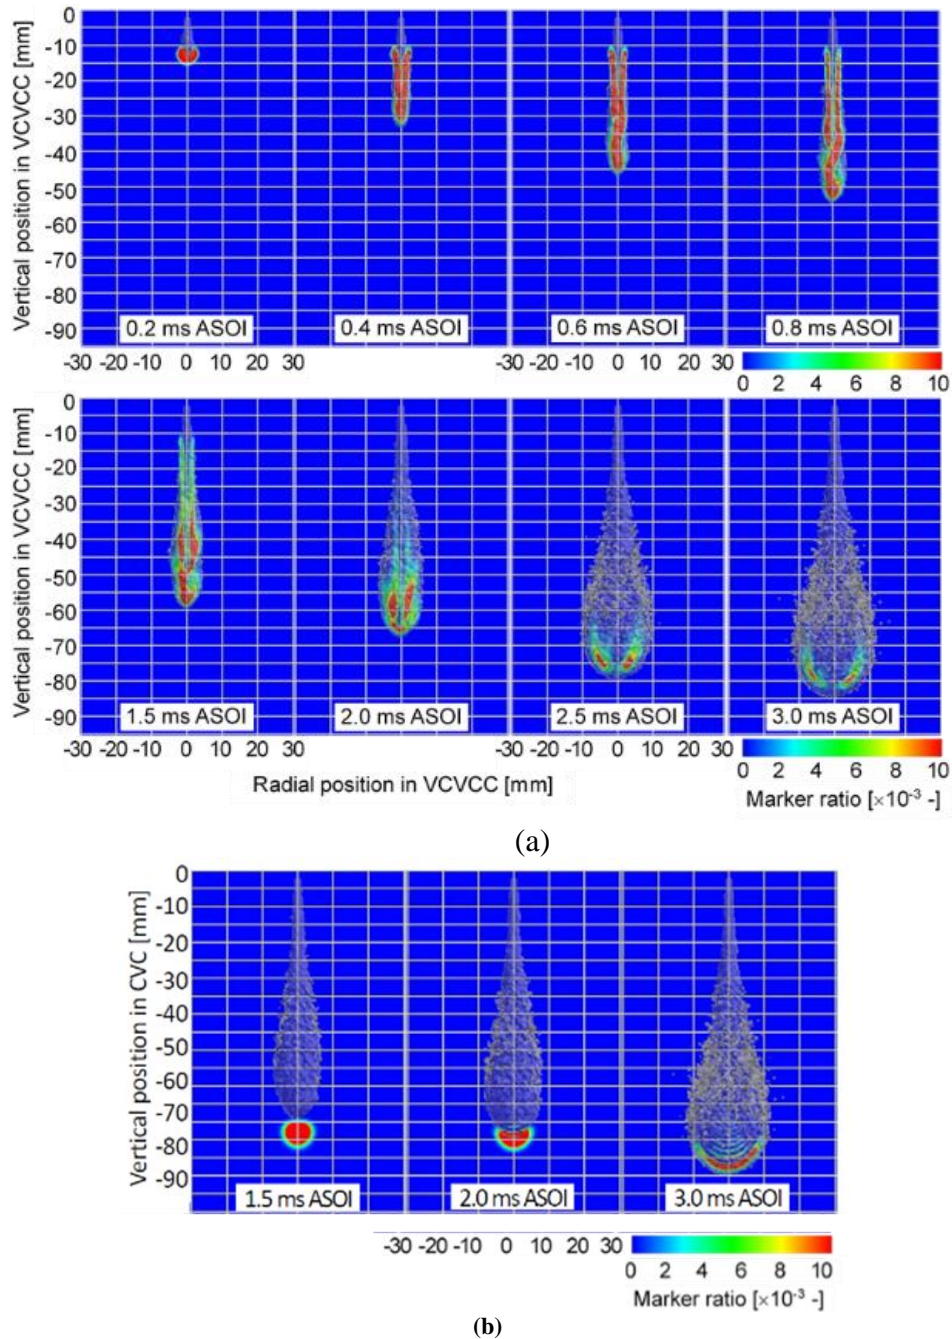 Vertical position in VCVCC [mm]
0
-10
-20
-30
-40
-50
-60
-70
-80
-90
0.2 ms ASOI 0.4 ms ASOI 0.6 ms ASOI 0.8 ms ASOI
-30 -20 -10 0 10 20 30 -30 -20 -10 0 10 20 30
0 2 4 6 8 10
Vertical position in VCVCC [mm]
0
-10
-20
-30
-40
-50
-60
-70
-80
-90
1.5 ms ASOI 2.0 ms ASOI 2.5 ms ASOI 3.0 ms ASOI
-30 -20 -10 0 10 20 30 -30 -20 -10 0 10 20 30
0 2 4 6 8 10
Radial position in VCVCC [mm]
Marker ratio [×10-3 -]
(a)
Vertical position in CVC [mm]
0
-10
-20
-30
-40
-50
-60
-70
-80
-90
1.5 ms ASOI 2.0 ms ASOI 3.0 ms ASOI
-30 -20 -10 0 10 20 30
0 2 4 6 8 10
Marker ratio [×10-3 -]
(b)